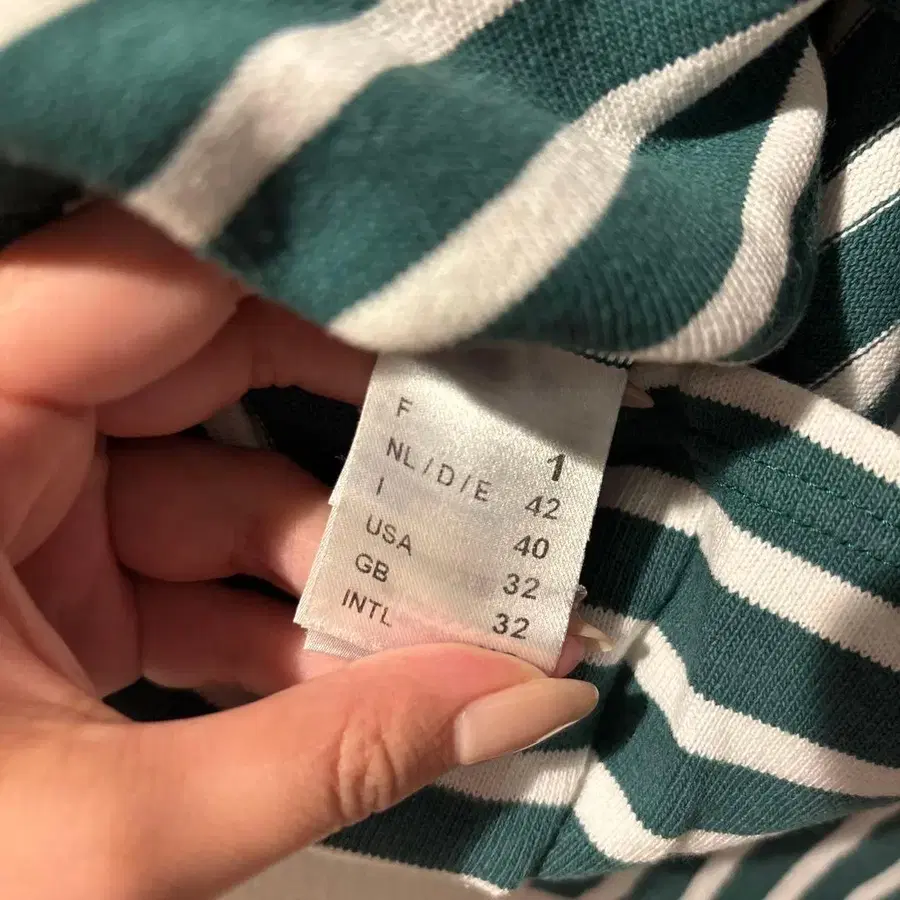 F 1
NL/D/E 42
I
USA 40
GB 32
INTL 32